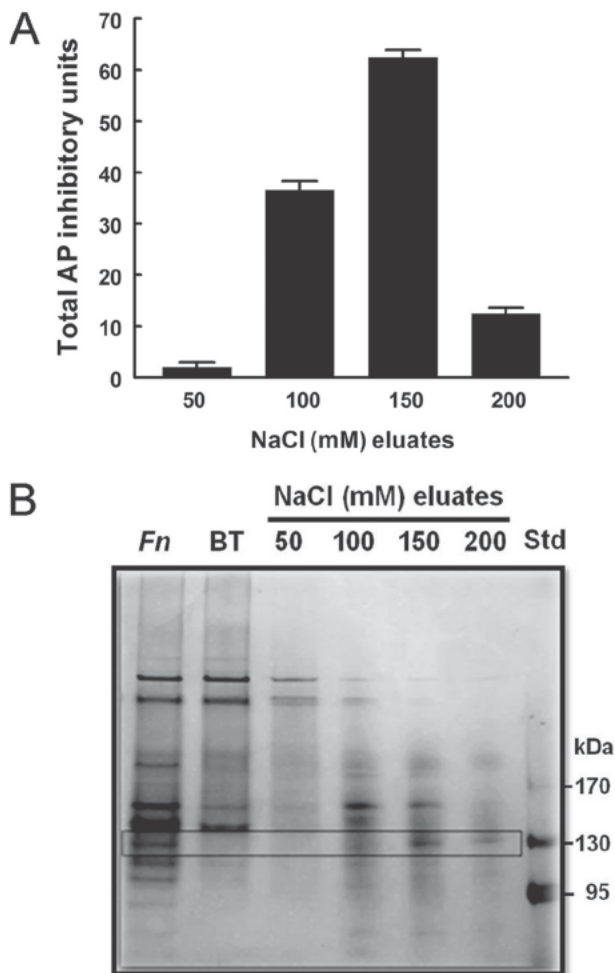 A
Total AP inhibitory units
70
60
50
40
30
20
10
0
50 100 150 200
NaCl (mM) eluates
B
NaCl (mM) eluates
Fn BT 50 100 150 200 Std
kDa
-170
-130
-95